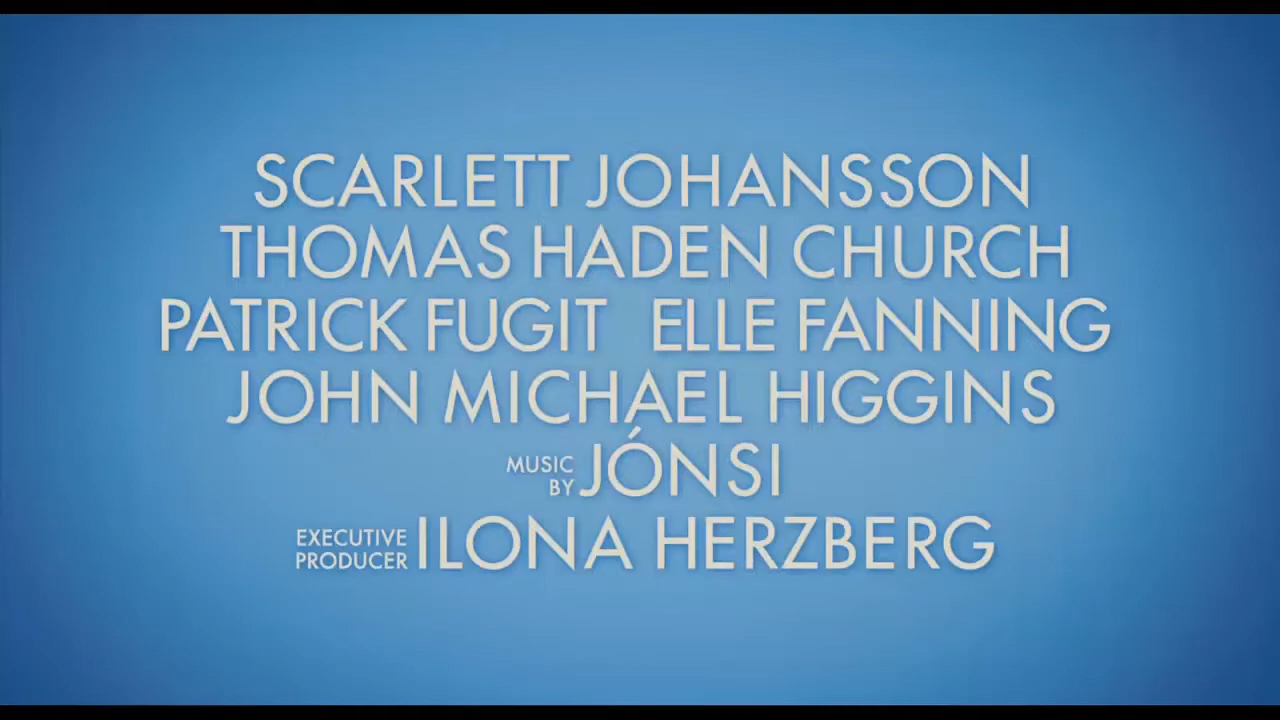 SCARLETT JOHANSSON
THOMAS HADEN CHURCH
PATRICK FUGIT ELLE FANNING
JOHN MICHAEL HIGGINS
MUSIC BY JÓNSI
EXECUTIVE PRODUCER ILONA HERZBERG